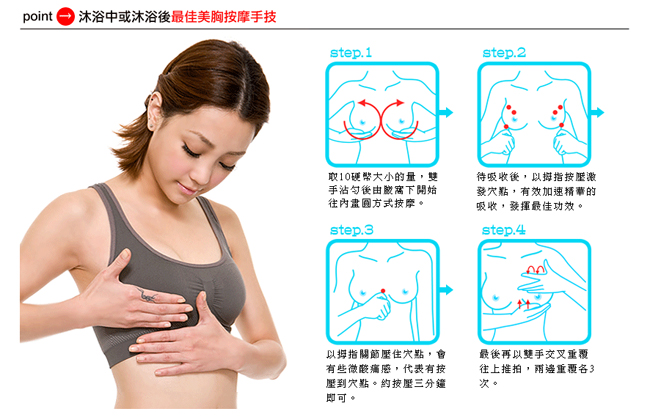 point → 沐浴中或沐浴後最佳美胸按摩手技
step.1
取10硬幣大小的量，雙
手沾勻後由腋窩下開始
往內畫圓方式按摩。
step.2
待吸收後，以拇指按壓激
發穴點，有效加速精華的
吸收，發揮最佳功效。
step.3
以拇指關節壓住穴點，會
有些微酸痛感，代表有按
壓到穴點。約按壓三分鐘
即可。
step.4
最後再以雙手交叉重覆
往上推拍，兩邊重覆各3
次。